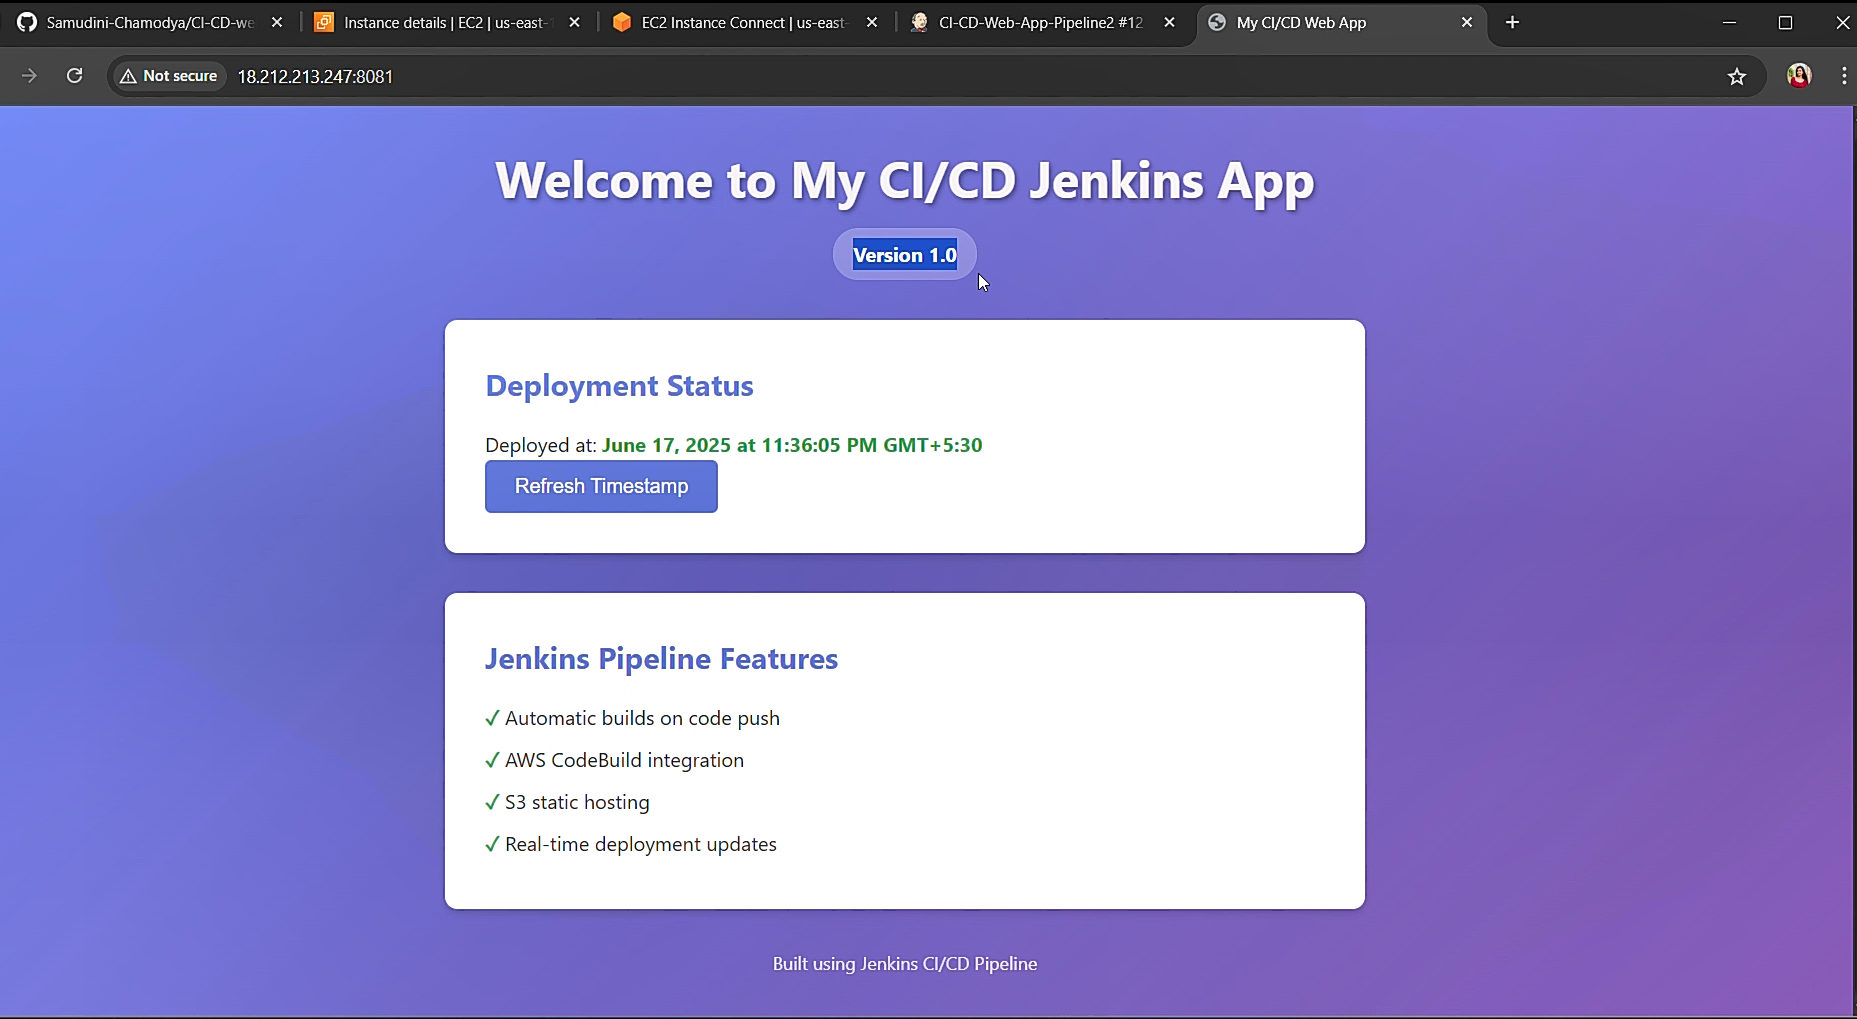 Samudini-Chamodya/CI-CD-we
Instance details | EC2 | us-east-1
EC2 Instance Connect | us-east-
CI-CD-Web-App-Pipeline2 #12
My CI/CD Web App
Not secure
18.212.213.247:8081
Welcome to My CI/CD Jenkins App
Version 1.0
Deployment Status
Deployed at: June 17, 2025 at 11:36:05 PM GMT+5:30
Refresh Timestamp
Jenkins Pipeline Features
✓ Automatic builds on code push
✓ AWS CodeBuild integration
✓ S3 static hosting
✓ Real-time deployment updates
Built using Jenkins CI/CD Pipeline